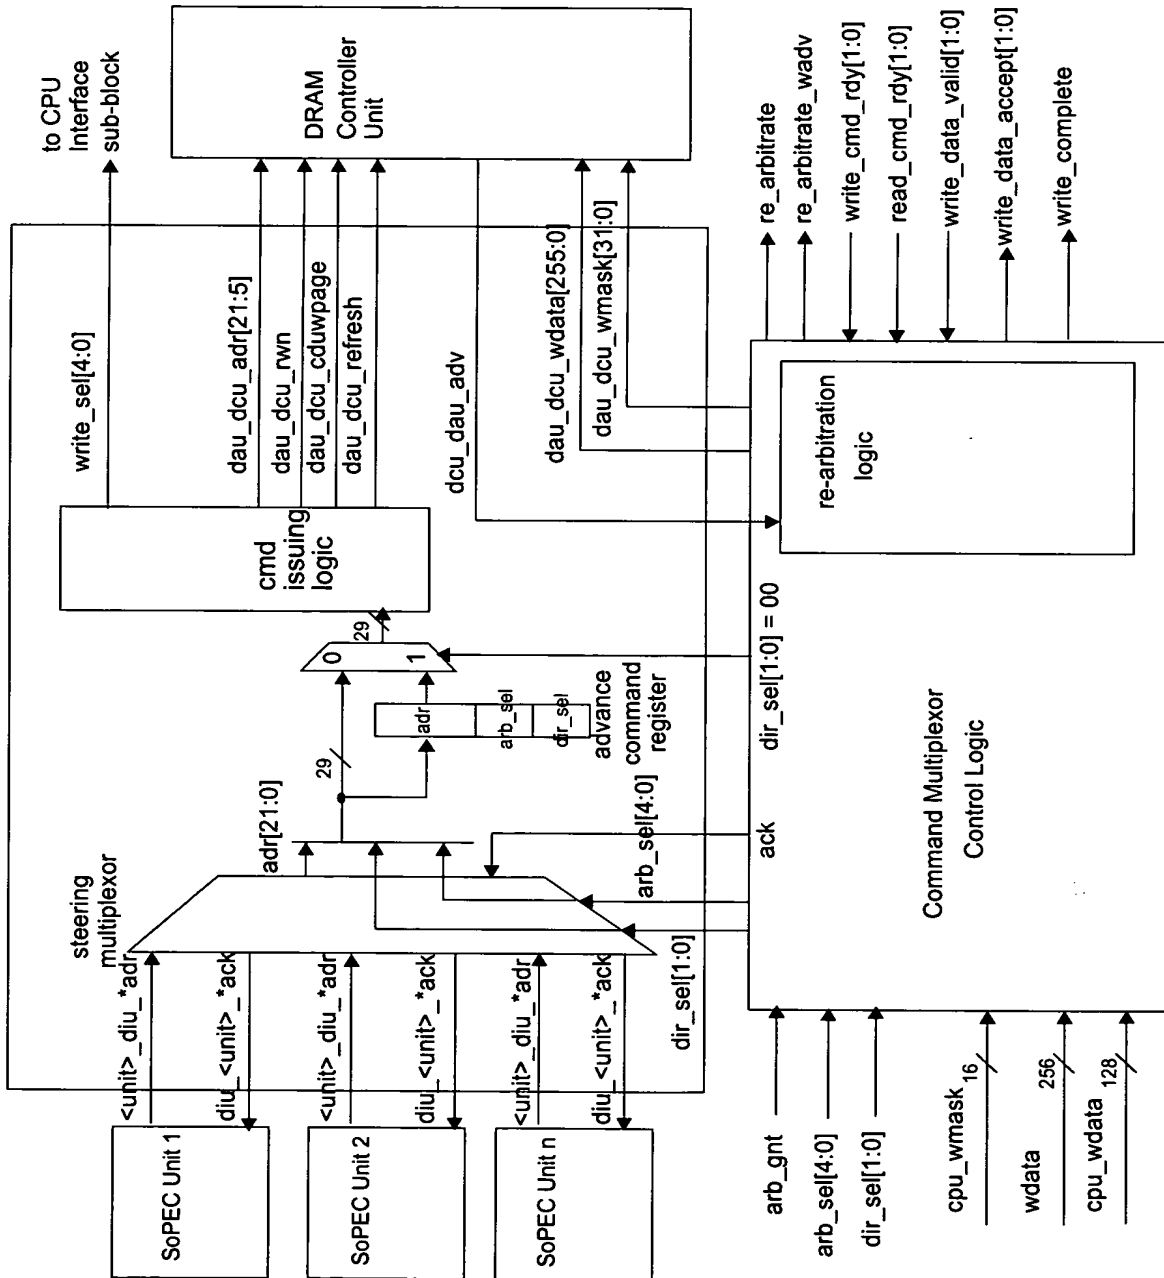 to CPU
Interface
sub-block
DRAM
Controller
Unit
write_sel[4:0]
dau_dcu_adr[21:5]
dau_dcu_rwn
dau_dcu_cduwpage
dau_dcu_refresh
dcu_dau_adv
dau_dcu_wdata[255:0]
dau_dcu_wmask[31:0]
re_arbitrate
re_arbitrate_wadv
write_cmd_rdy[1:0]
read_cmd_rdy[1:0]
write_data_valid[1:0]
write_data_accept[1:0]
write_complete
cmd
issuing
logic
re-arbitration
logic
29
0
1
adr
arb_sel
dir_sel
advance
command
register
dir_sel[1:0] = 00
29
adr[21:0]
arb_sel[4:0]
ack
Command Multiplexor
Control Logic
steering
multiplexor
<unit>_diu_*adr
diu_<unit>_*ack
<unit>_diu_*adr
diu_<unit>_*ack
<unit>_diu_*adr
diu_<unit>_*ack
dir_sel[1:0]
SoPEC Unit 1
SoPEC Unit 2
SoPEC Unit n
arb_gnt
arb_sel[4:0]
dir_sel[1:0]
cpu_wmask
16
wdata
256
cpu_wdata
128